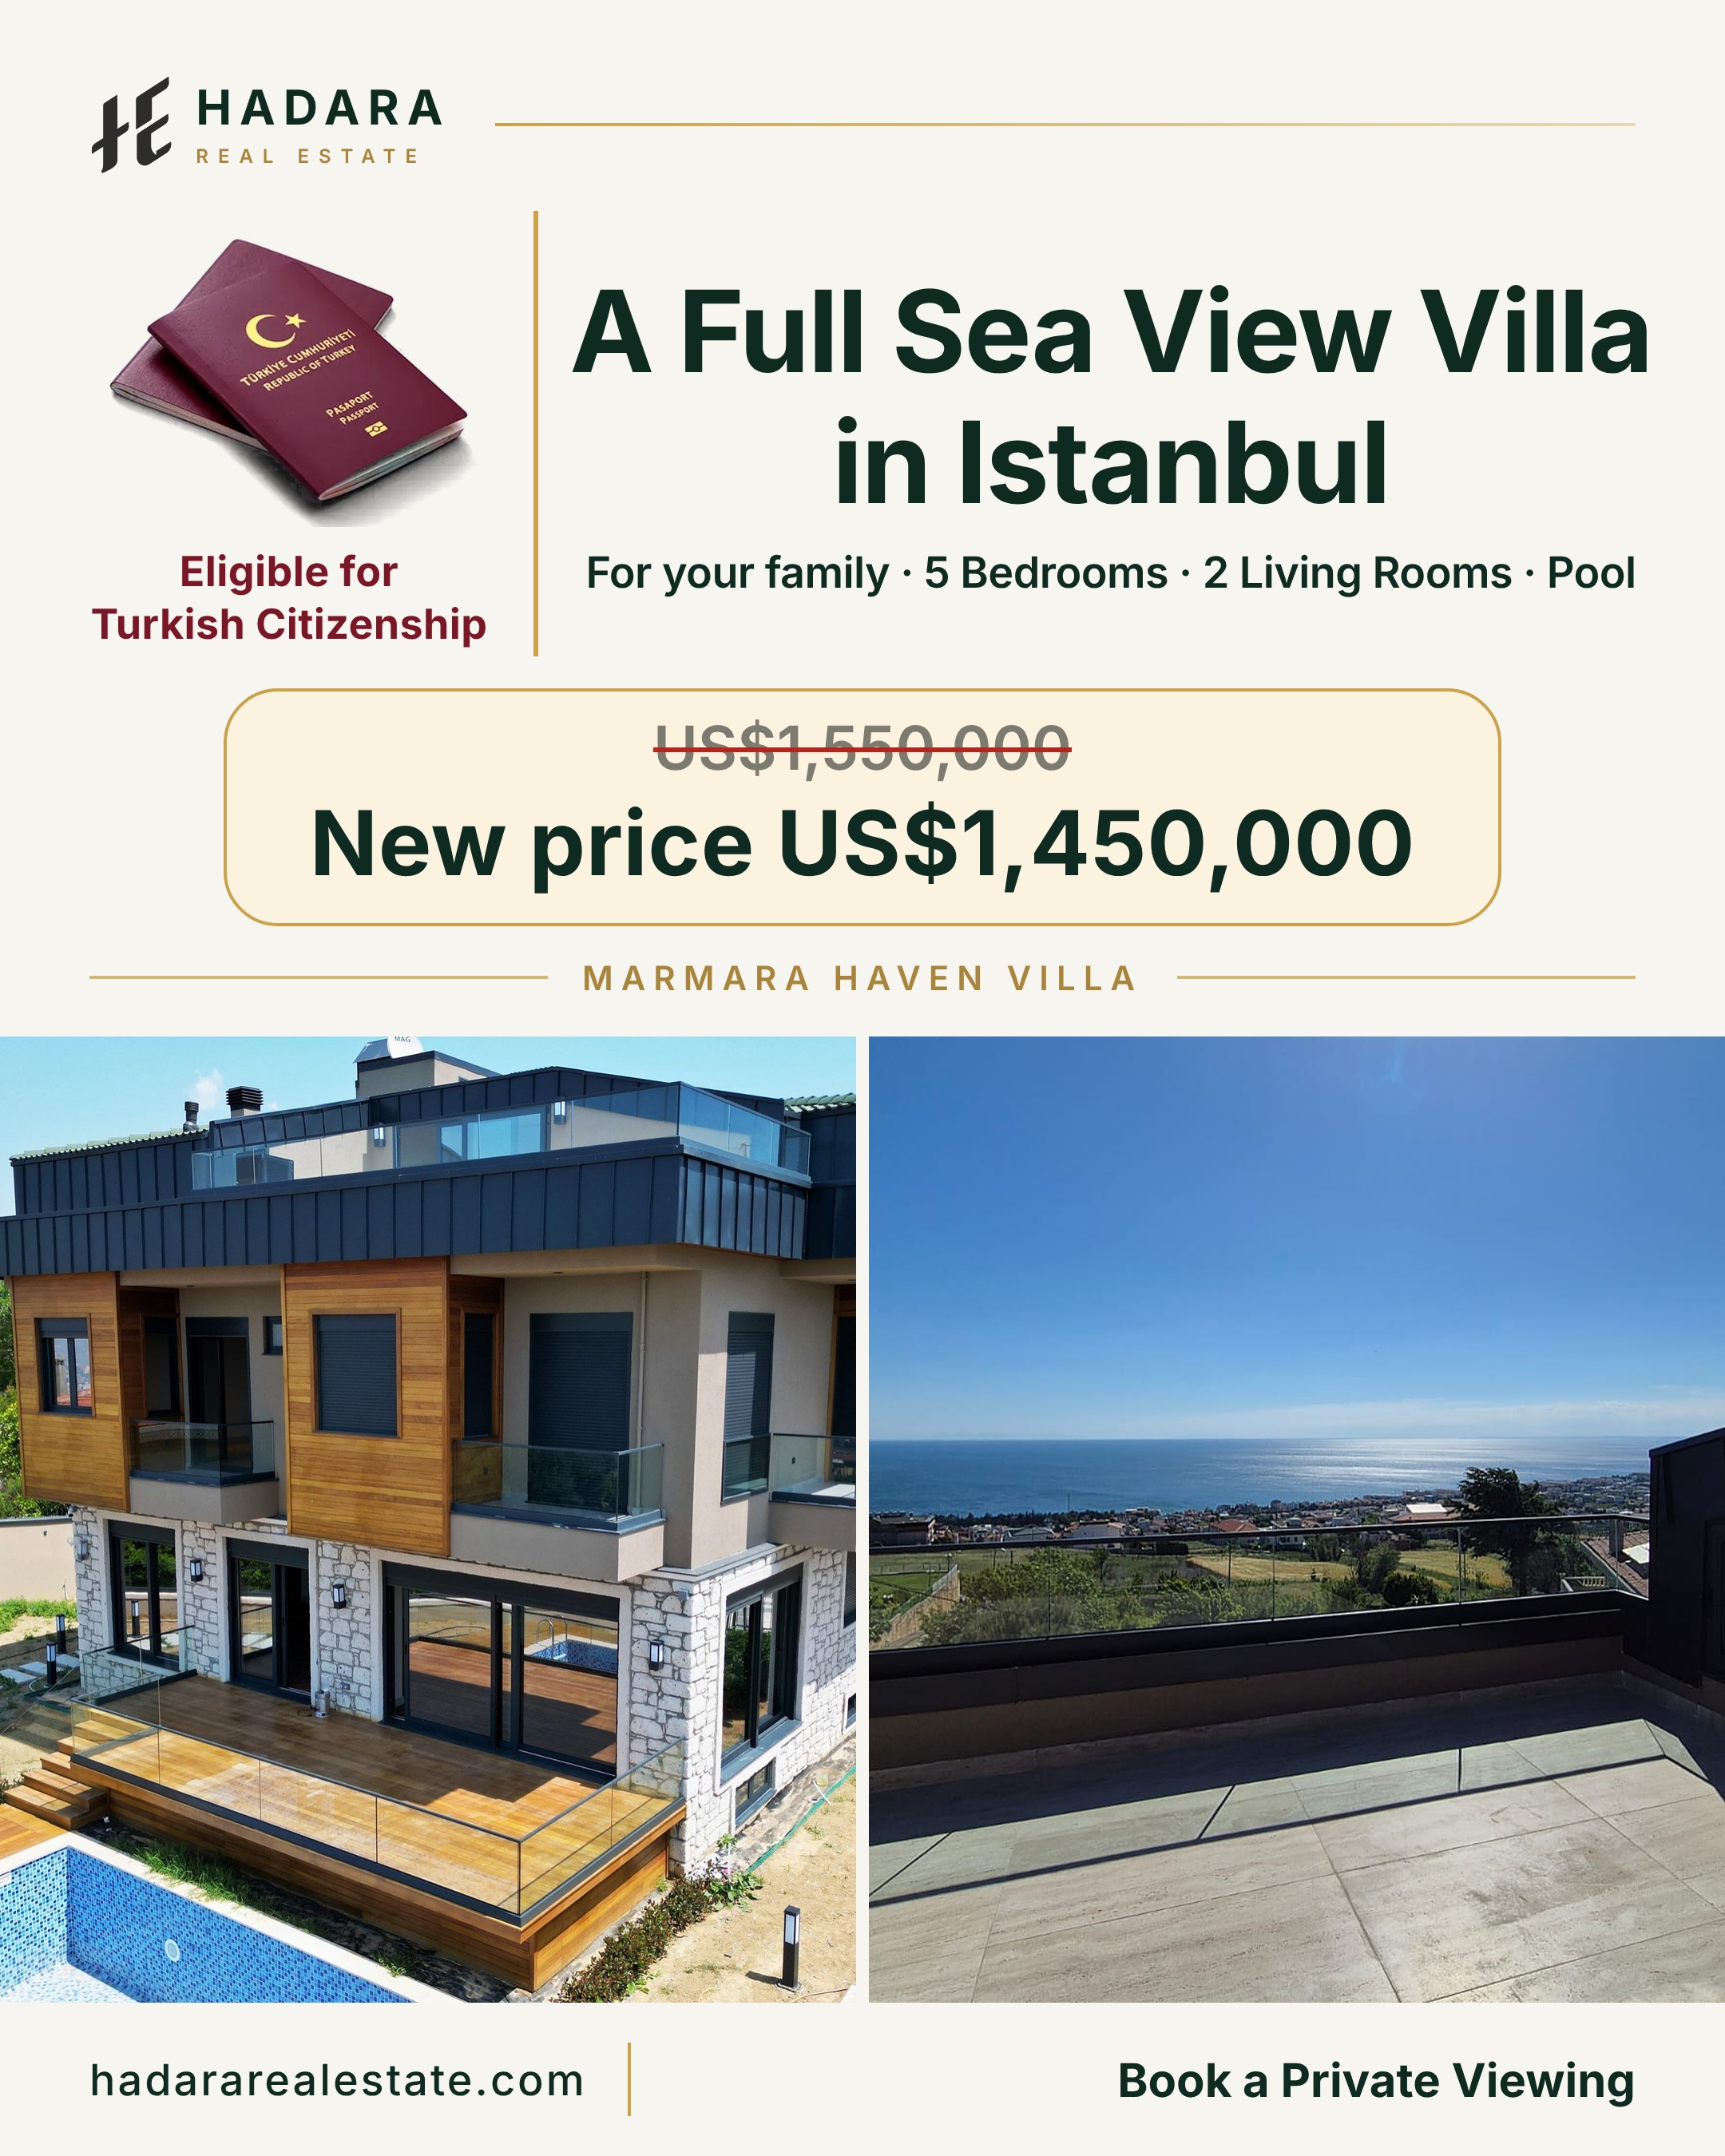 HADARA
REAL ESTATE
TÜRKİYE CUMHURİYETİ
REPUBLIC OF TURKEY
PASAPORT
PASSPORT
Eligible for
Turkish Citizenship
A Full Sea View Villa
in Istanbul
For your family · 5 Bedrooms · 2 Living Rooms · Pool
US$1,550,000
New price US$1,450,000
MARMARA HAVEN VILLA
MAG
hadararealestate.com
Book a Private Viewing